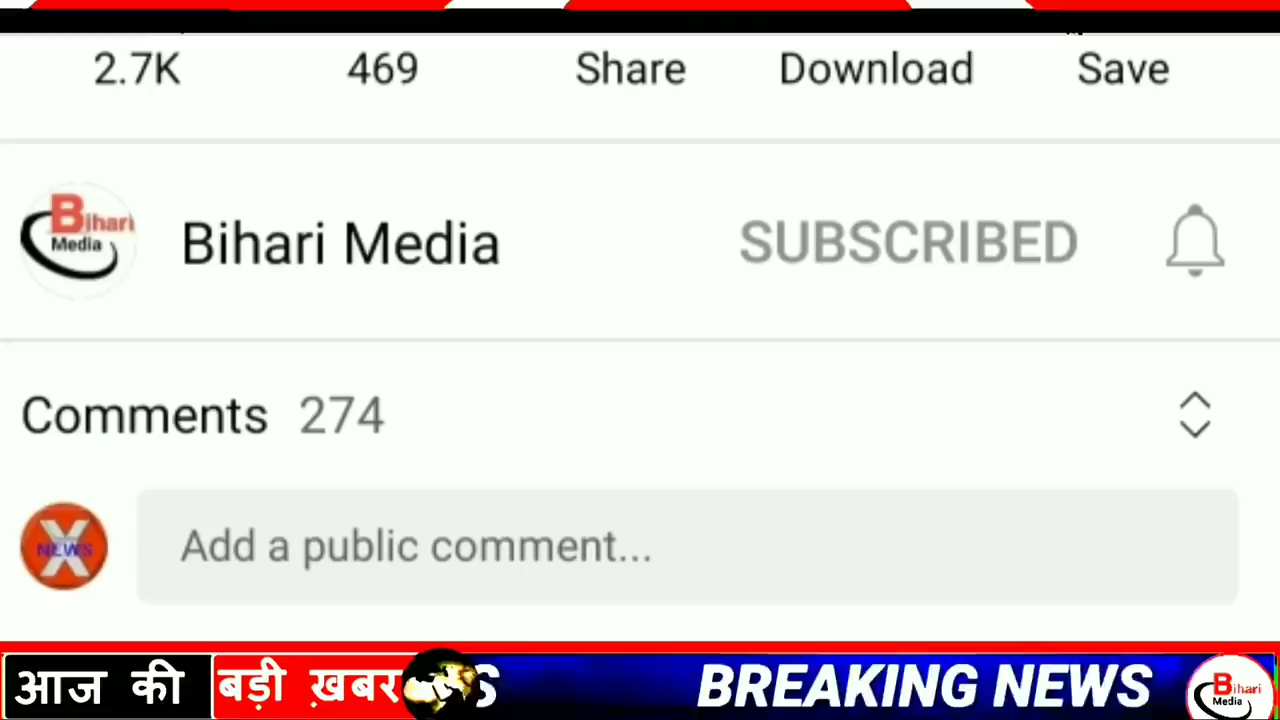 2.7K 469 Share Download Save
Bihari Media Bihari Media SUBSCRIBED
Comments 274
X NEWS Add a public comment...
आज की बड़ी ख़बर S BREAKING NEWS Bihari Media